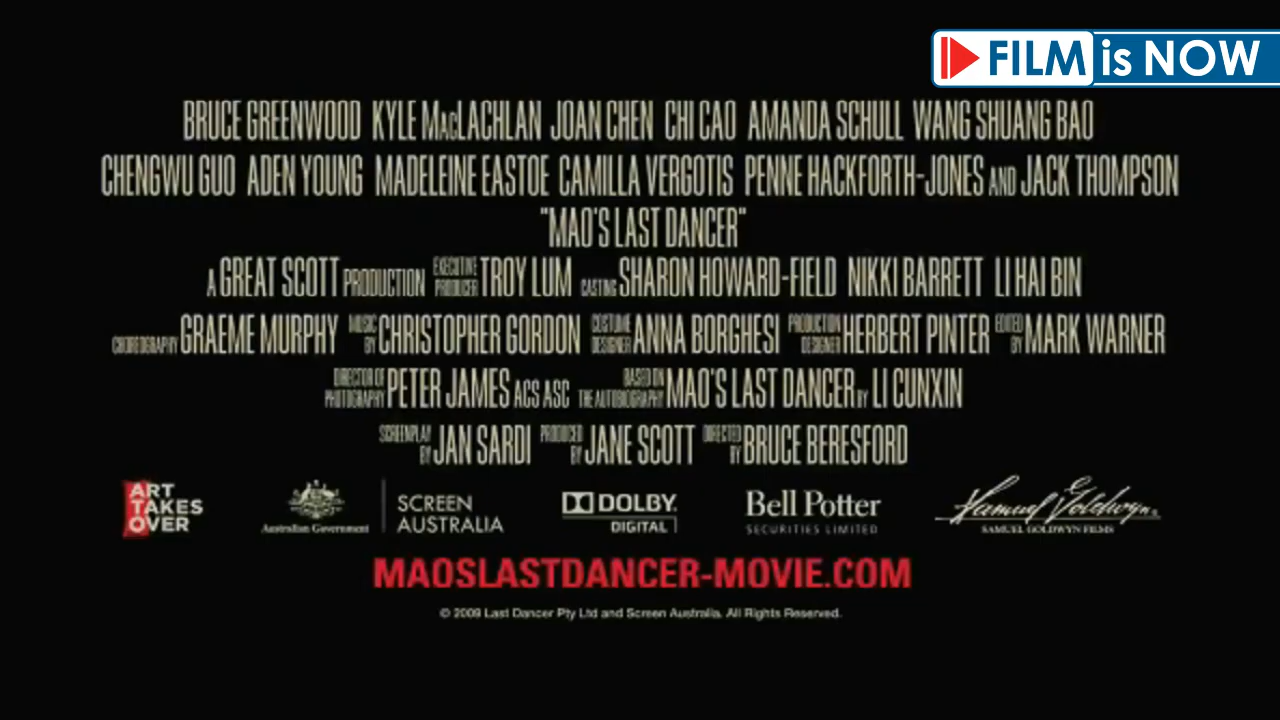 FILM is NOW
BRUCE GREENWOOD KYLE MACLACHLAN JOAN CHEN CHI CAO AMANDA SCHULL WANG SHUANG BAO
CHENGWU GUO ADEN YOUNG MADELEINE EASTOE CAMILLA VERGOTIS PENNE HACKFORTH-JONES AND JACK THOMPSON
"MAO'S LAST DANCER"
A GREAT SCOTT PRODUCTION EXECUTIVE PRODUCER TROY LUM CASTING SHARON HOWARD-FIELD NIKKI BARRETT LI HAI BIN
CHOREOGRAPHY GRAEME MURPHY MUSIC BY CHRISTOPHER GORDON COSTUME DESIGNER ANNA BORGHESI PRODUCTION DESIGNER HERBERT PINTER EDITED BY MARK WARNER
DIRECTOR OF PHOTOGRAPHY PETER JAMES ACS ASC BASED ON THE AUTOBIOGRAPHY MAO'S LAST DANCER BY LI CUNXIN
SCREENPLAY BY JAN SARDI PRODUCED BY JANE SCOTT DIRECTED BY BRUCE BERESFORD
ART TAKES OVER
Australian Government
SCREEN AUSTRALIA
DOLBY DIGITAL
Bell Potter
SECURITIES LIMITED
Samuel Goldwyn
SAMUEL GOLDWYN FILMS
MAOSLASTDANCER-MOVIE.COM
© 2009 Last Dancer Pty Ltd and Screen Australia. All Rights Reserved.